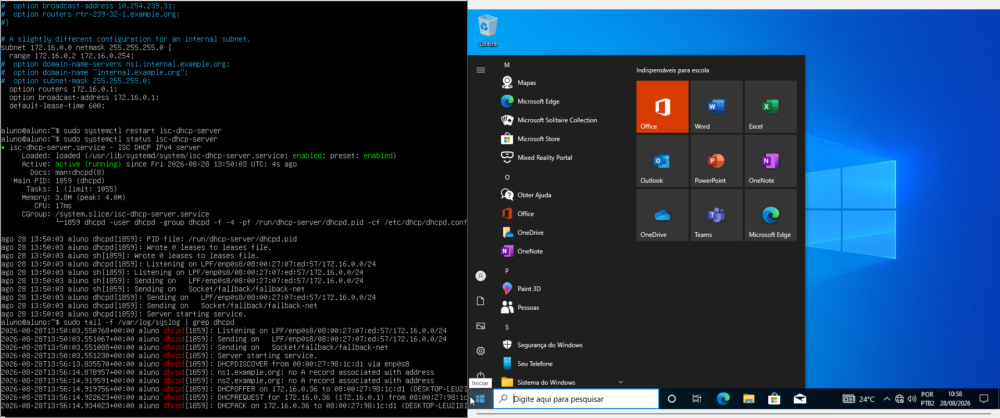 #  option broadcast-address 10.254.239.31;
#  option routers rtr-239-32-1.example.org;
#}
# A slightly different configuration for an internal subnet.
subnet 172.16.0.0 netmask 255.255.255.0 {
  range 172.16.0.2 172.16.0.254;
#  option domain-name-servers ns1.internal.example.org;
#  option domain-name "internal.example.org";
#  option subnet-mask 255.255.255.0;
  option routers 172.16.0.1;
  option broadcast-address 172.16.0.1;
  default-lease-time 600;
aluno@aluno:~$ sudo systemctl restart isc-dhcp-server
aluno@aluno:~$ sudo systemctl status isc-dhcp-server
● isc-dhcp-server.service - ISC DHCP IPv4 server
     Loaded: loaded (/usr/lib/systemd/system/isc-dhcp-server.service; enabled; preset: enabled)
     Active: active (running) since Fri 2026-08-28 13:50:03 UTC; 4s ago
       Docs: man:dhcpd(8)
   Main PID: 1859 (dhcpd)
      Tasks: 1 (limit: 1055)
     Memory: 3.8M (peak: 4.0M)
        CPU: 17ms
     CGroup: /system.slice/isc-dhcp-server.service
             └─1859 dhcpd -user dhcpd -group dhcpd -f -4 -pf /run/dhcp-server/dhcpd.pid -cf /etc/dhcp/dhcpd.conf
ago 28 13:50:03 aluno dhcpd[1859]: PID file: /run/dhcp-server/dhcpd.pid
ago 28 13:50:03 aluno dhcpd[1859]: Wrote 0 leases to leases file.
ago 28 13:50:03 aluno sh[1859]: Wrote 0 leases to leases file.
ago 28 13:50:03 aluno dhcpd[1859]: Listening on LPF/enp0s8/08:00:27:07:ed:57/172.16.0.0/24
ago 28 13:50:03 aluno sh[1859]: Listening on LPF/enp0s8/08:00:27:07:ed:57/172.16.0.0/24
ago 28 13:50:03 aluno sh[1859]: Sending on   LPF/enp0s8/08:00:27:07:ed:57/172.16.0.0/24
ago 28 13:50:03 aluno sh[1859]: Sending on   Socket/fallback/fallback-net
ago 28 13:50:03 aluno dhcpd[1859]: Sending on   LPF/enp0s8/08:00:27:07:ed:57/172.16.0.0/24
ago 28 13:50:03 aluno dhcpd[1859]: Sending on   Socket/fallback/fallback-net
ago 28 13:50:03 aluno dhcpd[1859]: Server starting service.
aluno@aluno:~$ sudo tail -f /var/log/syslog | grep dhcpd
2026-08-28T13:50:03.550768+00:00 aluno dhcpd[1859]: Listening on LPF/enp0s8/08:00:27:07:ed:57/172.16.0.0/24
2026-08-28T13:50:03.551067+00:00 aluno dhcpd[1859]: Sending on   LPF/enp0s8/08:00:27:07:ed:57/172.16.0.0/24
2026-08-28T13:50:03.551088+00:00 aluno dhcpd[1859]: Sending on   Socket/fallback/fallback-net
2026-08-28T13:50:03.551230+00:00 aluno dhcpd[1859]: Server starting service.
2026-08-28T13:56:13.835570+00:00 aluno dhcpd[1859]: DHCPDISCOVER from 08:00:27:98:1c:d1 via enp0s8
2026-08-28T13:56:14.878957+00:00 aluno dhcpd[1859]: ns1.example.org: no A record associated with address
2026-08-28T13:56:14.919591+00:00 aluno dhcpd[1859]: ns2.example.org: no A record associated with address
2026-08-28T13:56:14.919756+00:00 aluno dhcpd[1859]: DHCPOFFER on 172.16.0.36 to 08:00:27:98:1c:d1 (DESKTOP-LEU2I
2026-08-28T13:56:14.922623+00:00 aluno dhcpd[1859]: DHCPREQUEST for 172.16.0.36 (172.16.0.1) from 08:00:27:98:1c
2026-08-28T13:56:14.934023+00:00 aluno dhcpd[1859]: DHCPACK on 172.16.0.36 to 08:00:27:98:1c:d1 (DESKTOP-LEU2I8I
Lixeira
M
Mapas
Microsoft Edge
Microsoft Solitaire Collection
Microsoft Store
Mixed Reality Portal
O
Obter Ajuda
Office
OneDrive
OneNote
P
Paint 3D
Pessoas
S
Segurança do Windows
Seu Telefone
Sistema do Windows
Iniciar
Indispensáveis para escola
Office
Word
Excel
Outlook
PowerPoint
OneNote
OneDrive
Teams
Microsoft Edge
Digite aqui para pesquisar
24°C
POR
PTB2
10:58
28/08/2026